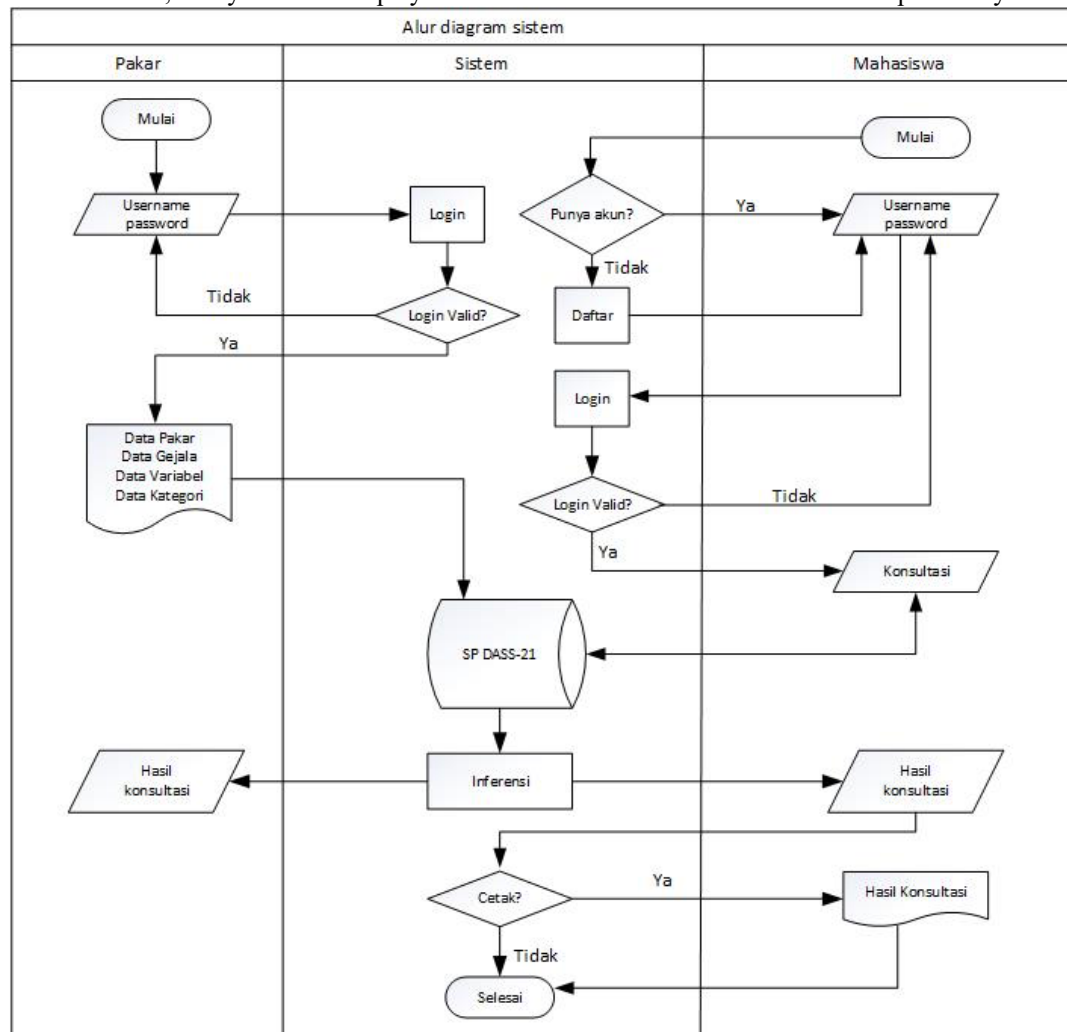 Alur diagram sistem
Pakar
Sistem
Mahasiswa
Mulai
Mulai
Username
password
Login
Punya akun?
Ya
Username
password
Tidak
Tidak
Login Valid?
Daftar
Ya
Login
Data Pakar
Data Gejala
Data Variabel
Data Kategori
Login Valid?
Tidak
Ya
Konsultasi
SP DASS-21
Hasil
konsultasi
Inferensi
Hasil
konsultasi
Cetak?
Ya
Hasil Konsultasi
Tidak
Selesai